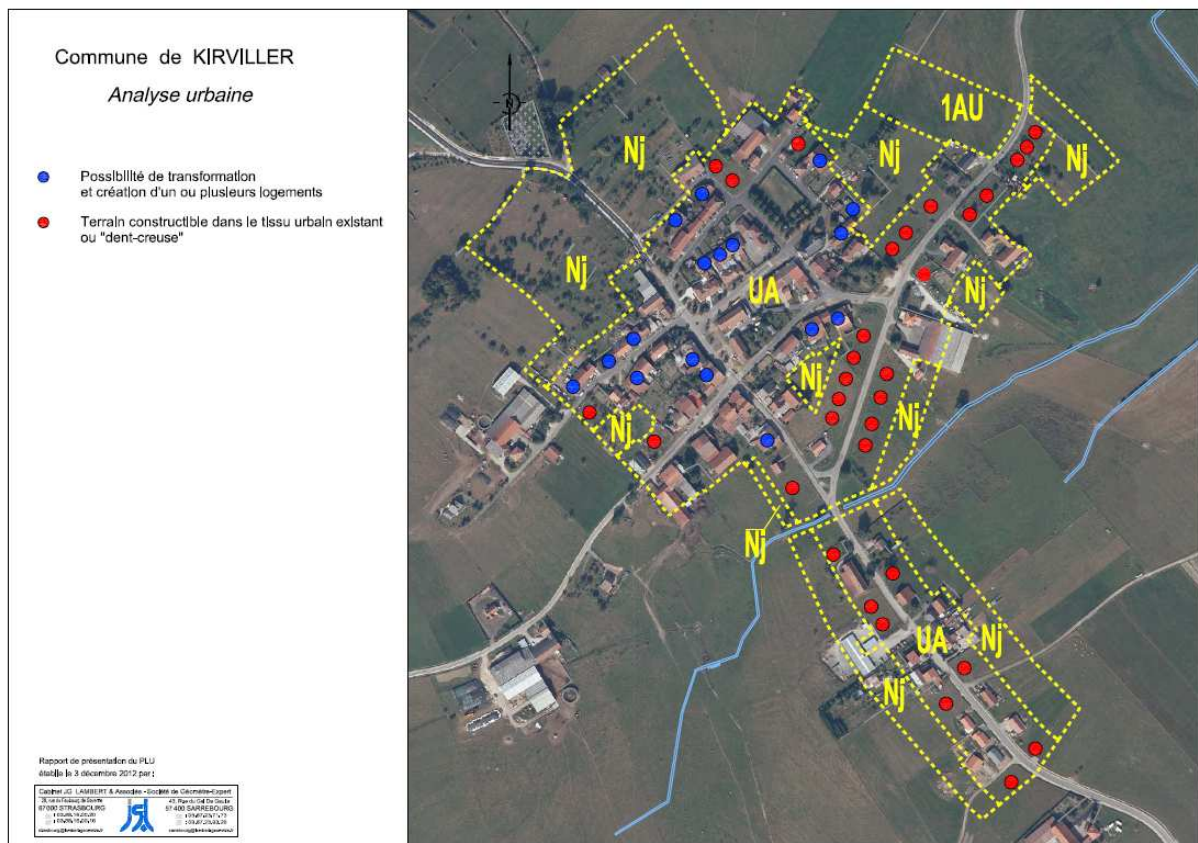 Commune de KIRVILLER
Analyse urbaine
Possibilité de transformation
et création d'un ou plusieurs logements
Terrain constructible dans le tissu urbain existant
ou "dent-creuse"
Rapport de présentation du PLU
établie le 3 décembre 2012 par :
Cabinet JG LAMBERT & Associés - Société de Géomètre-Expert
67000 STRASBOURG
57400 SARREBOURG
N
1AU
Nj
Nj
Nj
Nj
Nj
UA
Nj
Nj
Nj
Nj
UA
Nj
Nj